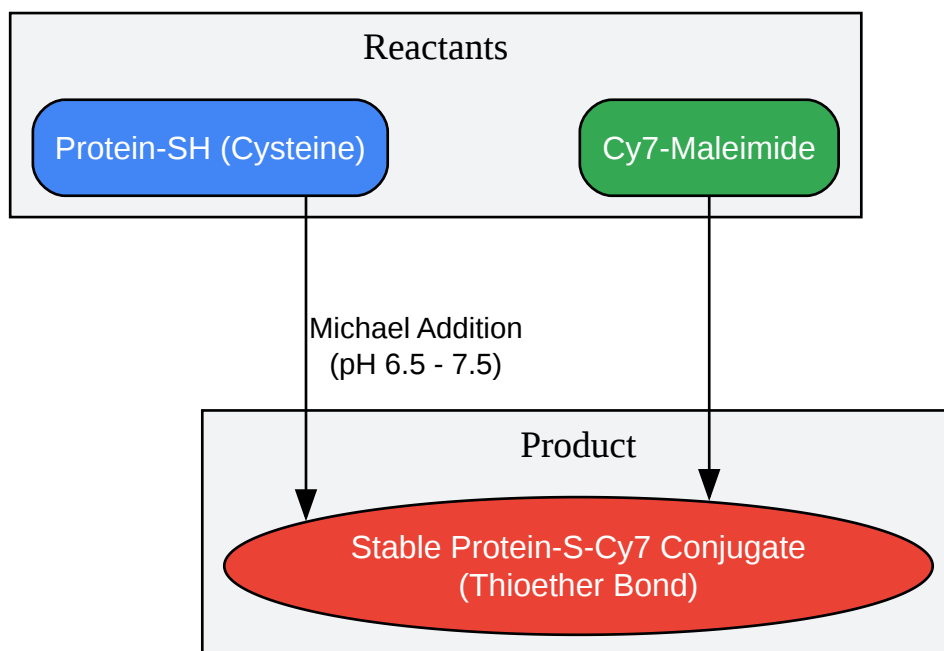 Reactants
Protein-SH (Cysteine)
Cy7-Maleimide
Michael Addition
(pH 6.5 - 7.5)
Product
Stable Protein-S-Cy7 Conjugate
(Thioether Bond)